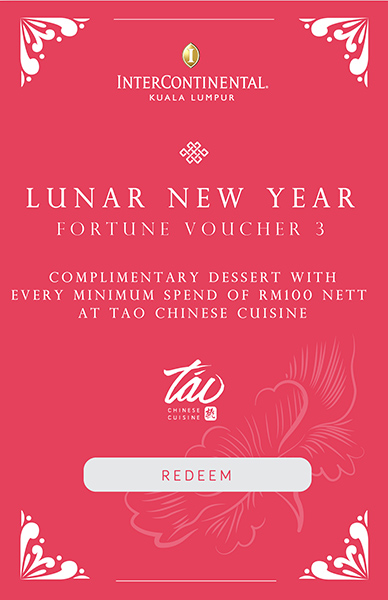 INTERCONTINENTAL®
KUALA LUMPUR
LUNAR NEW YEAR
FORTUNE VOUCHER 3
COMPLIMENTARY DESSERT WITH
EVERY MINIMUM SPEND OF RM100 NETT
AT TAO CHINESE CUISINE
Tao
CHINESE
CUISINE
REDEEM